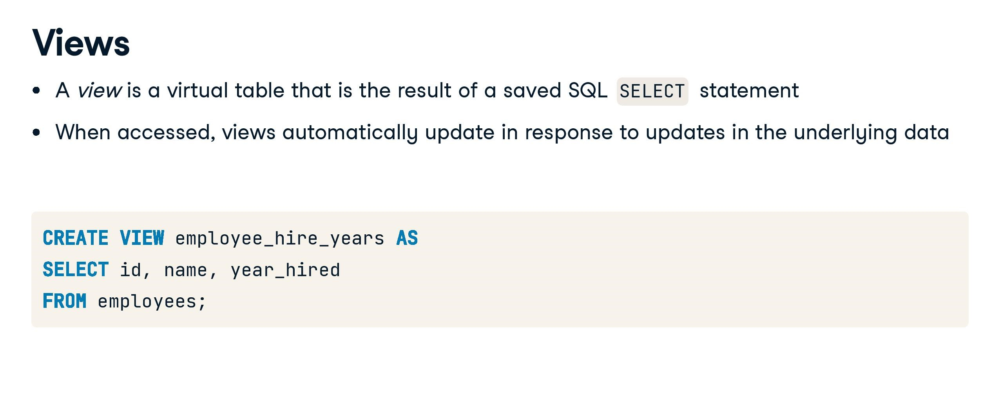 Views
• A view is a virtual table that is the result of a saved SQL SELECT statement
• When accessed, views automatically update in response to updates in the underlying data
CREATE VIEW employee_hire_years AS
SELECT id, name, year_hired
FROM employees;